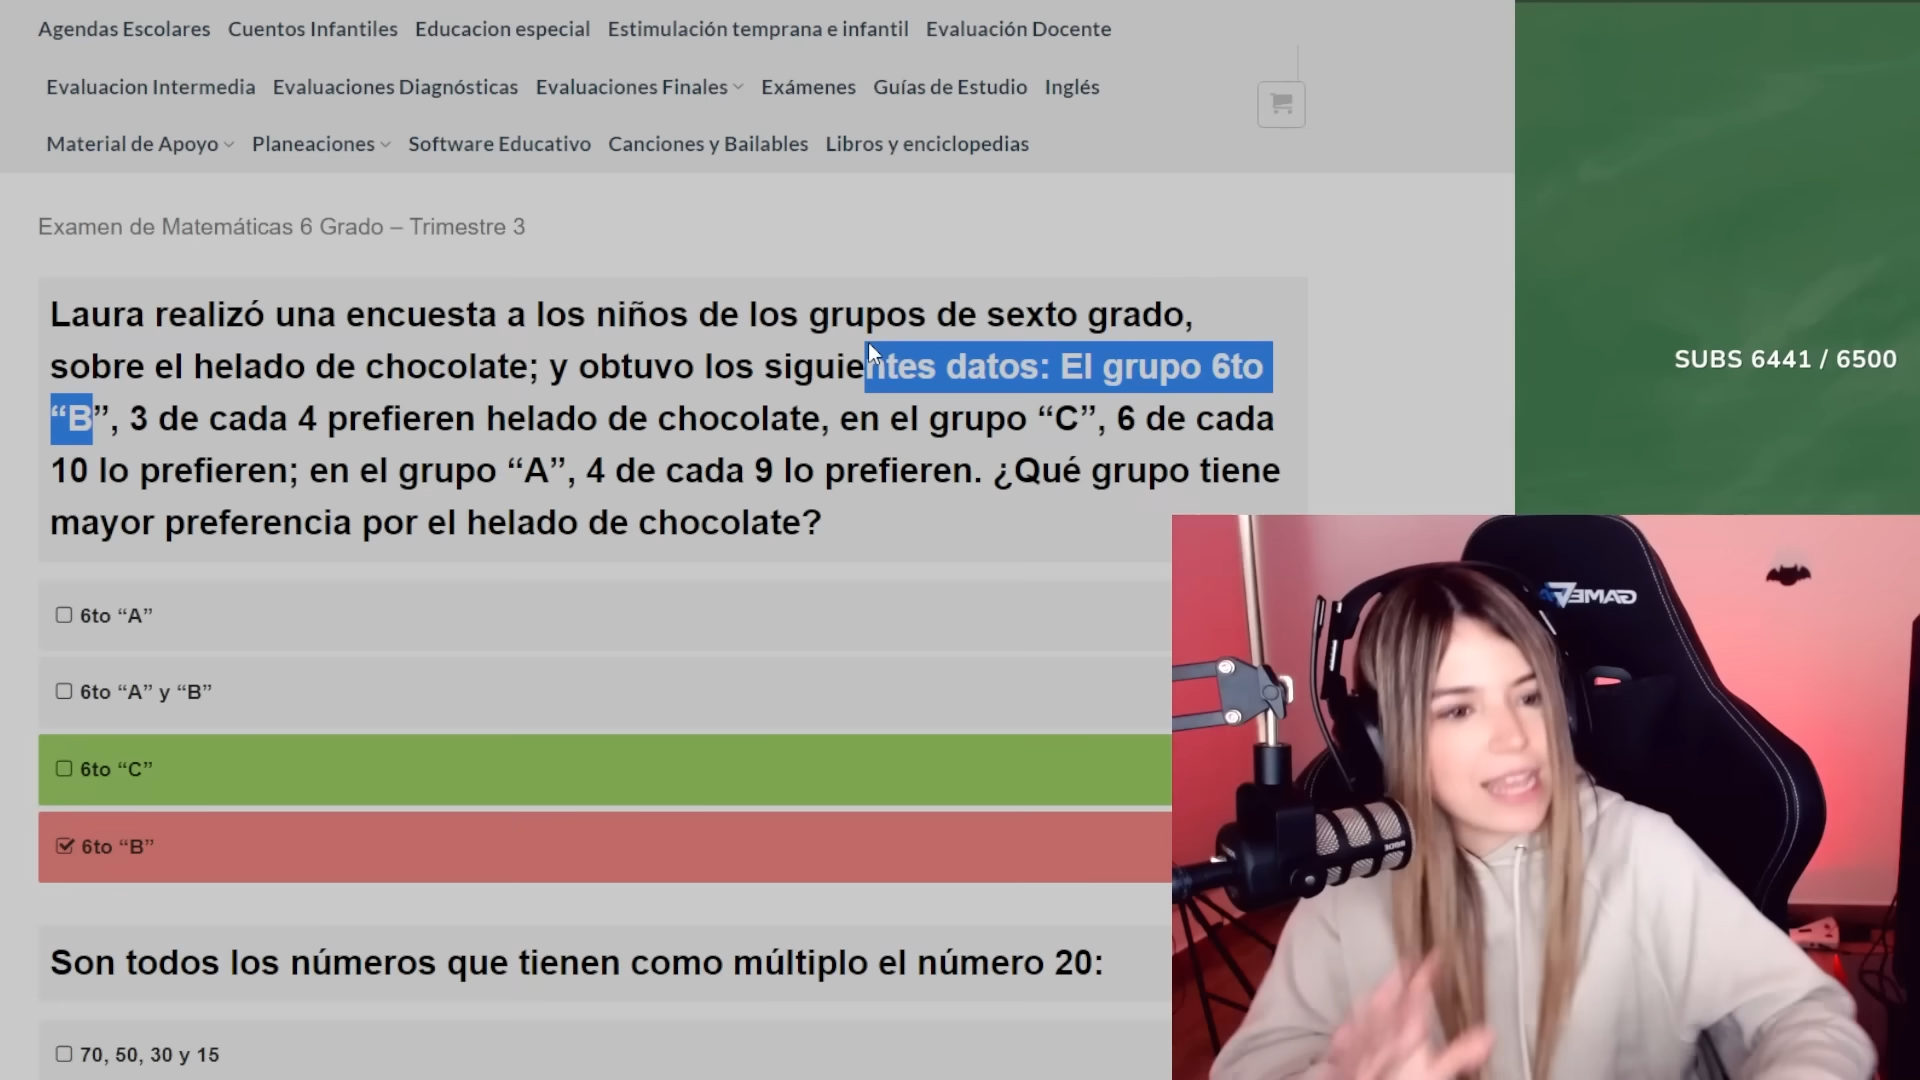 Agendas Escolares Cuentos Infantiles Educacion especial Estimulación temprana e infantil Evaluación Docente
Evaluacion Intermedia Evaluaciones Diagnósticas Evaluaciones Finales Exámenes Guías de Estudio Inglés
Material de Apoyo Planeaciones Software Educativo Canciones y Bailables Libros y enciclopedias
Examen de Matemáticas 6 Grado – Trimestre 3
Laura realizó una encuesta a los niños de los grupos de sexto grado,
sobre el helado de chocolate; y obtuvo los siguientes datos: El grupo 6to
“B”, 3 de cada 4 prefieren helado de chocolate, en el grupo “C”, 6 de cada
10 lo prefieren; en el grupo “A”, 4 de cada 9 lo prefieren. ¿Qué grupo tiene
mayor preferencia por el helado de chocolate?
6to “A”
6to “A” y “B”
6to “C”
6to “B”
Son todos los números que tienen como múltiplo el número 20:
70, 50, 30 y 15
SUBS 6441 / 6500